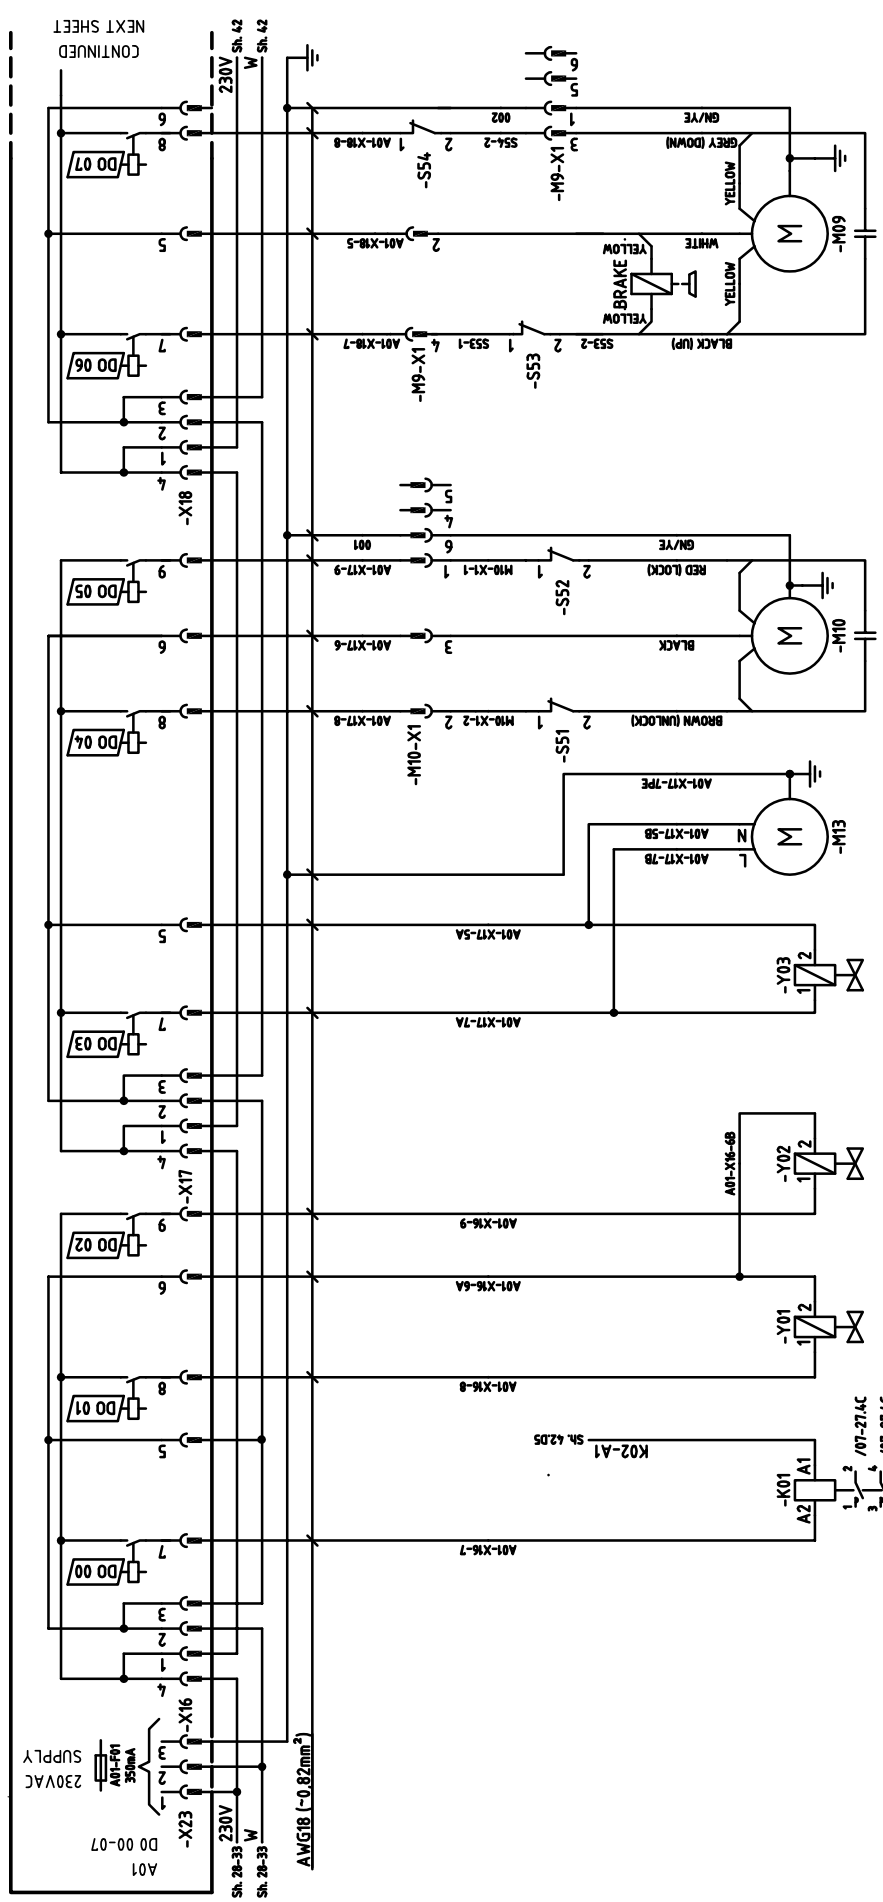 CONTINUED
NEXT SHEET
230V
Sh. 42
W
Sh. 42
6
8
DO 07
5
7
DO 06
3
2
1
4
-X18
9
DO 05
6
8
DO 04
5
7
DO 03
3
2
1
4
-X17
9
DO 02
6
8
DO 01
5
7
DO 00
3
2
1
4
-X16
3
2
1
-X23
A01-F01
350mA
230VAC
SUPPLY
A01
DO 00-07
230V
Sh. 28-33
W
Sh. 28-33
AWG18 (~0,82mm²)
6
5
002
1
GN/YE
A01-X18-8
1
2
-S54
S54-2
3
-M9-X1
GREY (DOWN)
YELLOW
A01-X18-5
2
YELLOW
WHITE
M
-M09
BRAKE
YELLOW
YELLOW
A01-X18-7
4
-M9-X1
S53-1
1
2
-S53
S53-2
BLACK (UP)
5
4
001
6
GN/YE
A01-X17-9
1
M10-X1-1
1
2
-S52
RED (LOCK)
A01-X17-6
3
BLACK
M
-M10
A01-X17-8
2
-M10-X1
M10-X1-2
1
2
-S51
BROWN (UNLOCK)
A01-X17-7PE
A01-X17-5B
N
A01-X17-7B
L
M
-M13
A01-X17-5A
-Y03
1
2
A01-X17-7A
A01-X16-6B
-Y02
1
2
A01-X16-9
A01-X16-6A
-Y01
1
2
A01-X16-8
Sh. 42.D5
K02-A1
-K01
A1
A2
1
2
/07-27.4C
3
4
A01-X16-7